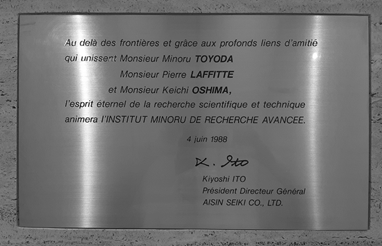 Au delà des frontières et grâce aux profonds liens d'amitié
qui unissent Monsieur Minoru TOYODA
Monsieur Pierre LAFFITTE
et Monsieur Keichi OSHIMA,
l'esprit éternel de la recherche scientifique et technique
animera l'INSTITUT MINORU DE RECHERCHE AVANCEE.
4 juin 1988
K. Ito
Kiyoshi ITO
Président Directeur Général
AISIN SEIKI CO., LTD.